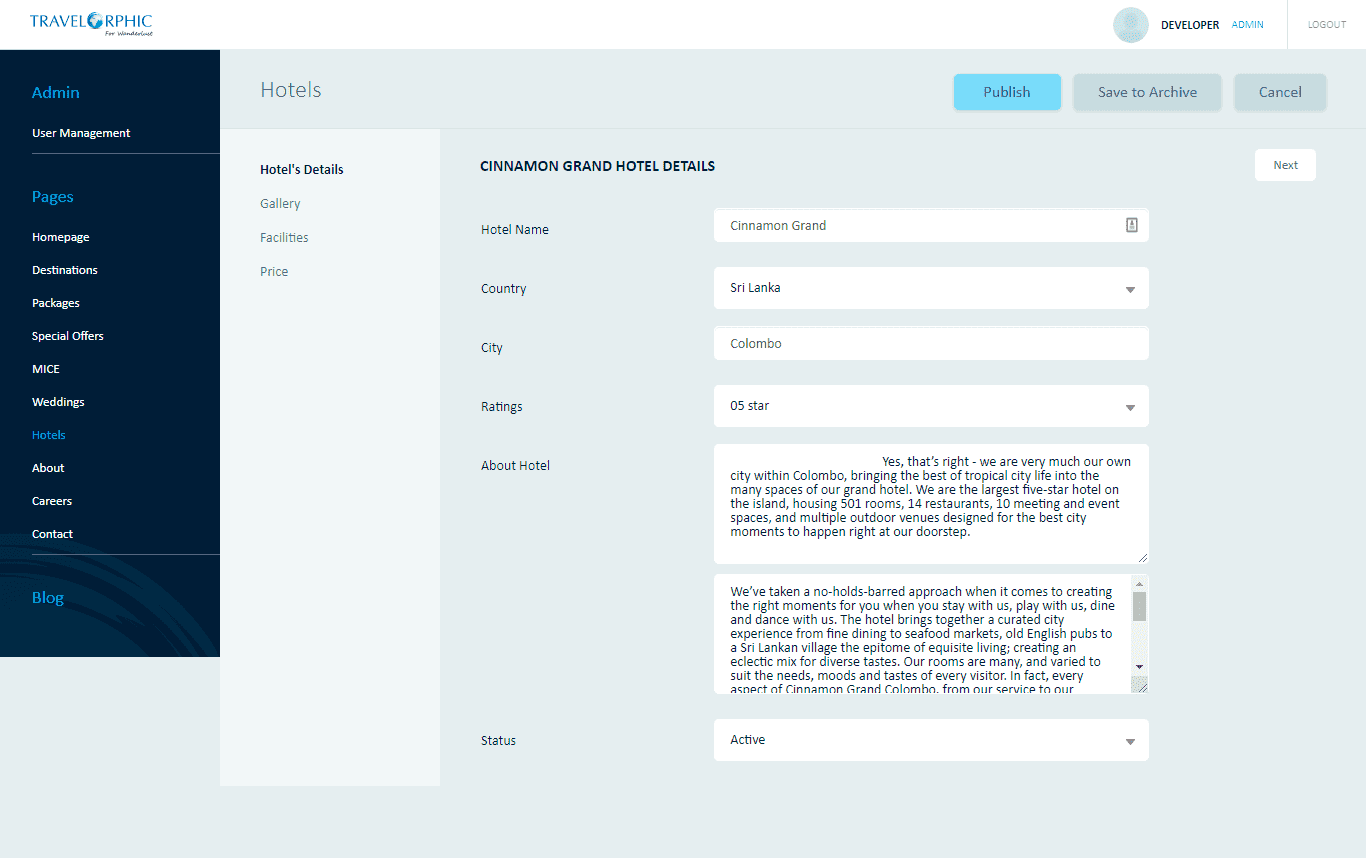 TRAVELORPHIC
For Wanderlust
DEVELOPER ADMIN
LOGOUT
Admin
User Management
Pages
Homepage
Destinations
Packages
Special Offers
MICE
Weddings
Hotels
About
Careers
Contact
Blog
Hotels
Publish
Save to Archive
Cancel
Hotel's Details
Gallery
Facilities
Price
CINNAMON GRAND HOTEL DETAILS
Next
Hotel Name
Cinnamon Grand
Country
Sri Lanka
City
Colombo
Ratings
05 star
About Hotel
Yes, that’s right - we are very much our own
city within Colombo, bringing the best of tropical city life into the
many spaces of our grand hotel. We are the largest five-star hotel on
the island, housing 501 rooms, 14 restaurants, 10 meeting and event
spaces, and multiple outdoor venues designed for the best city
moments to happen right at our doorstep.
We’ve taken a no-holds-barred approach when it comes to creating
the right moments for you when you stay with us, play with us, dine
and dance with us. The hotel brings together a curated city
experience from fine dining to seafood markets, old English pubs to
a Sri Lankan village the epitome of equisite living; creating an
eclectic mix for diverse tastes. Our rooms are many, and varied to
suit the needs, moods and tastes of every visitor. In fact, every
aspect of Cinnamon Grand Colombo, from our service to our
Status
Active